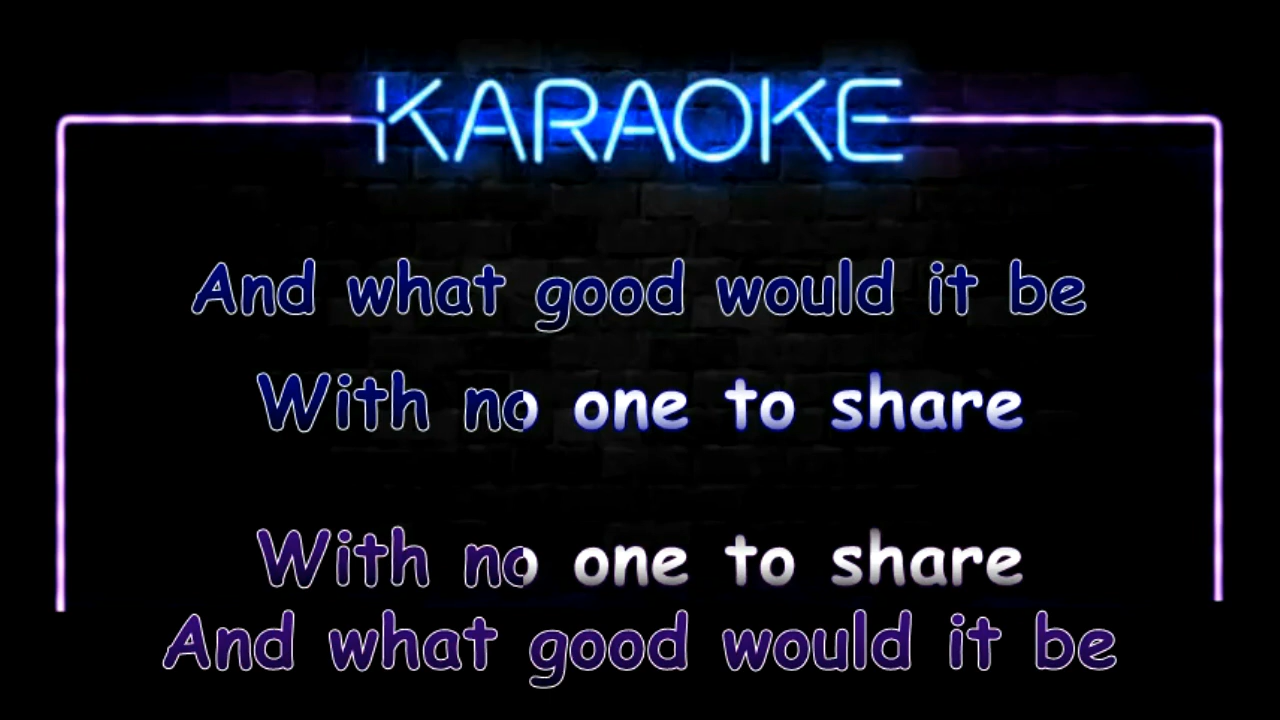 KARAOKE
And what good would it be
With no one to share
With no one to share
And what good would it be